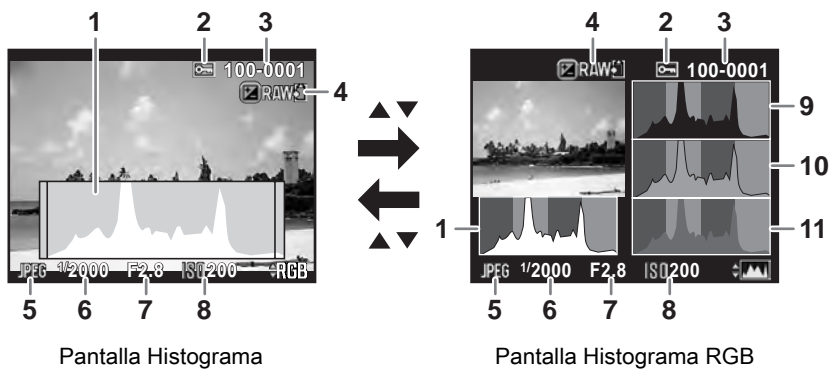 1 2 3
100-0001
RAW 4
JPEG 1/2000 F2.8 ISO200 RGB
5 6 7 8
Pantalla Histograma
4 2 3
RAW 100-0001
9
10
1 11
JPEG 1/2000 F2.8 ISO200
5 6 7 8
Pantalla Histograma RGB